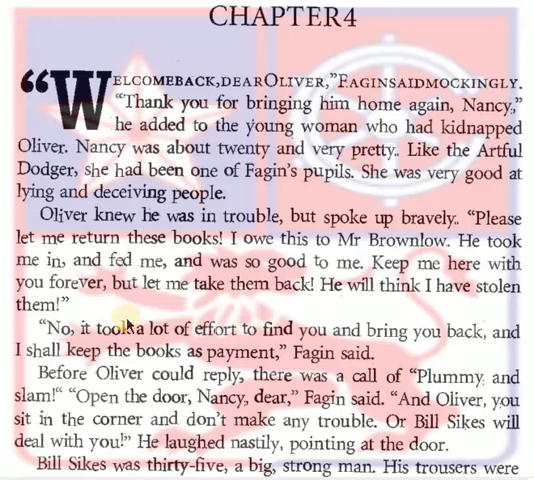 CHAPTER4
“WELCOMEBACK,DEAROLIVER,”FAGINSAIDMOCKINGLY.
“Thank you for bringing him home again, Nancy,”
he added to the young woman who had kidnapped
Oliver. Nancy was about twenty and very pretty.. Like the Artful
Dodger, she had been one of Fagin's pupils. She was very good at
lying and deceiving people.
Oliver knew he was in trouble, but spoke up bravely.. “Please
let me return these books! I owe this to Mr Brownlow. He took
me in, and fed me, and was so good to me. Keep me here with
you forever, but let me take them back! He will think I have stolen
them!”
“No, it took a lot of effort to find you and bring you back, and
I shall keep the books as payment,” Fagin said.
Before Oliver could reply, there was a call of “Plummy and
slam!“ “Open the door, Nancy, dear,” Fagin said. “And Oliver, you
sit in the corner and don't make any trouble. Or Bill Sikes will
deal with you!” He laughed nastily, pointing at the door.
Bill Sikes was thirty-five, a big, strong man. His trousers were